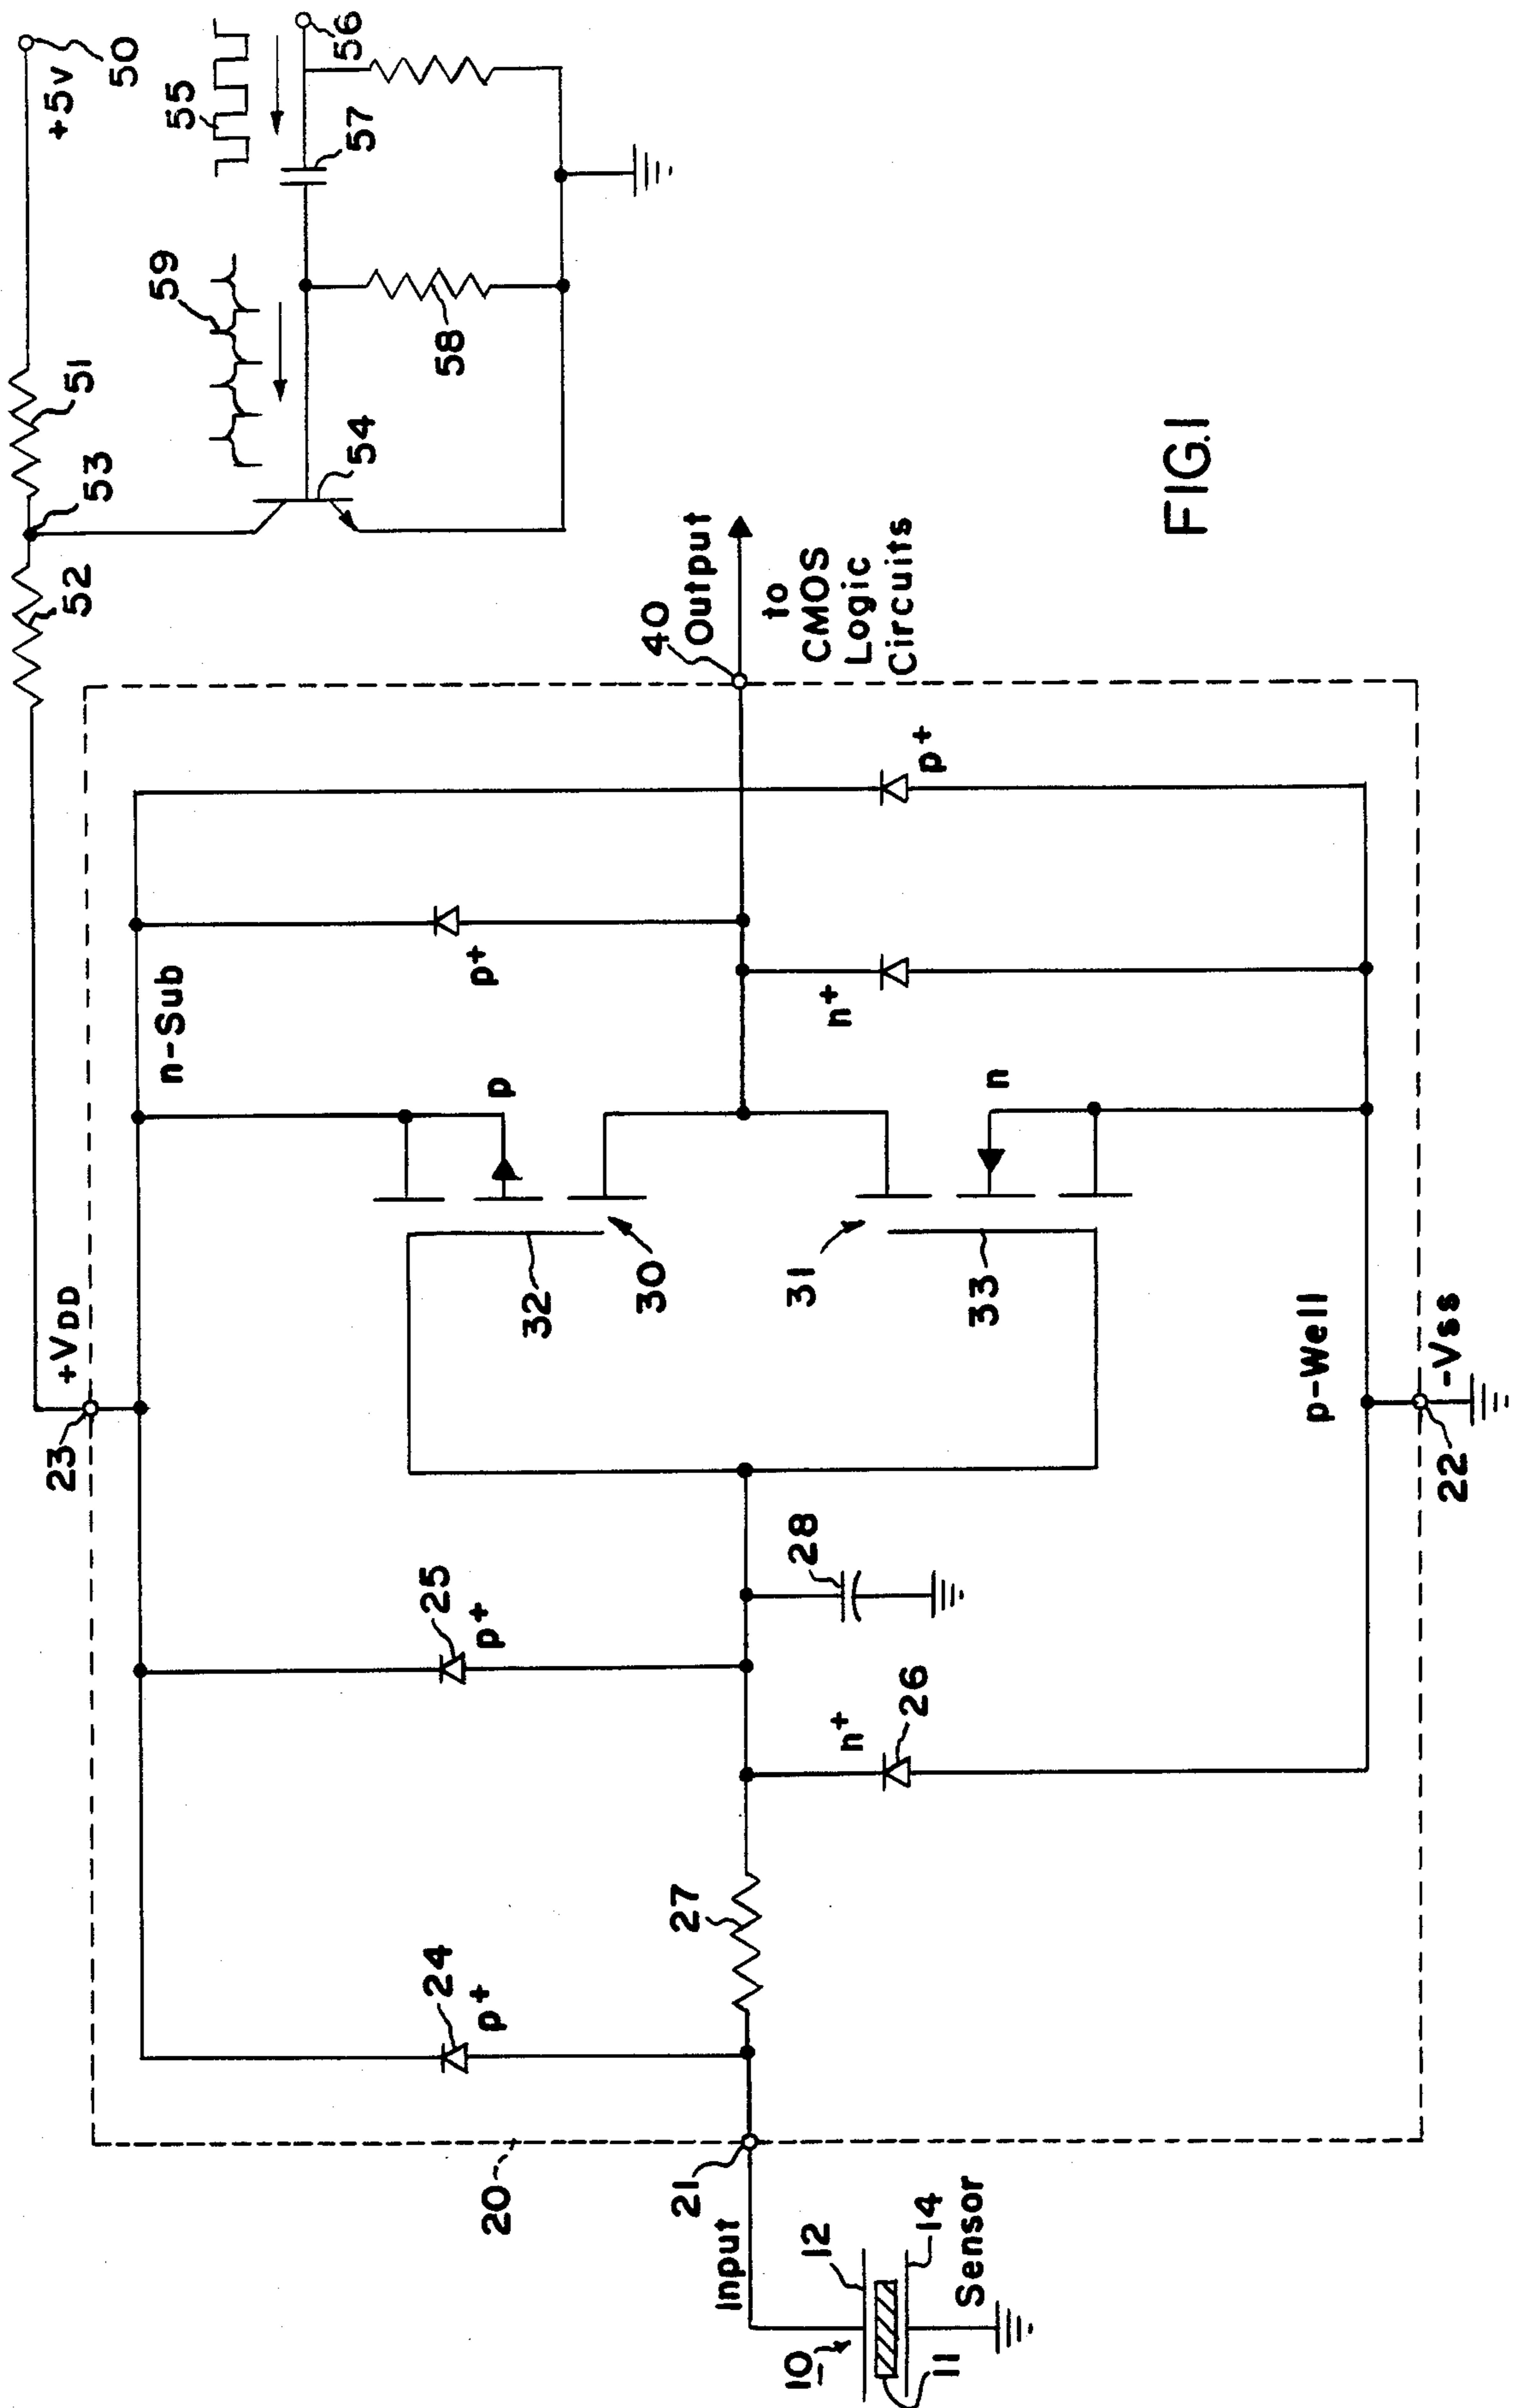 +5v
50
51
53
52
55
56
57
59
58
54
+VDD
23
n-Sub
p
p+
p+
n+
n
40
Output
to
CMOS
Logic
Circuits
32
30
31
33
25
p+
24
p+
28
n+
26
27
20
21
Input
12
10
11
14
Sensor
p-Well
22
-Vss
FIG.1